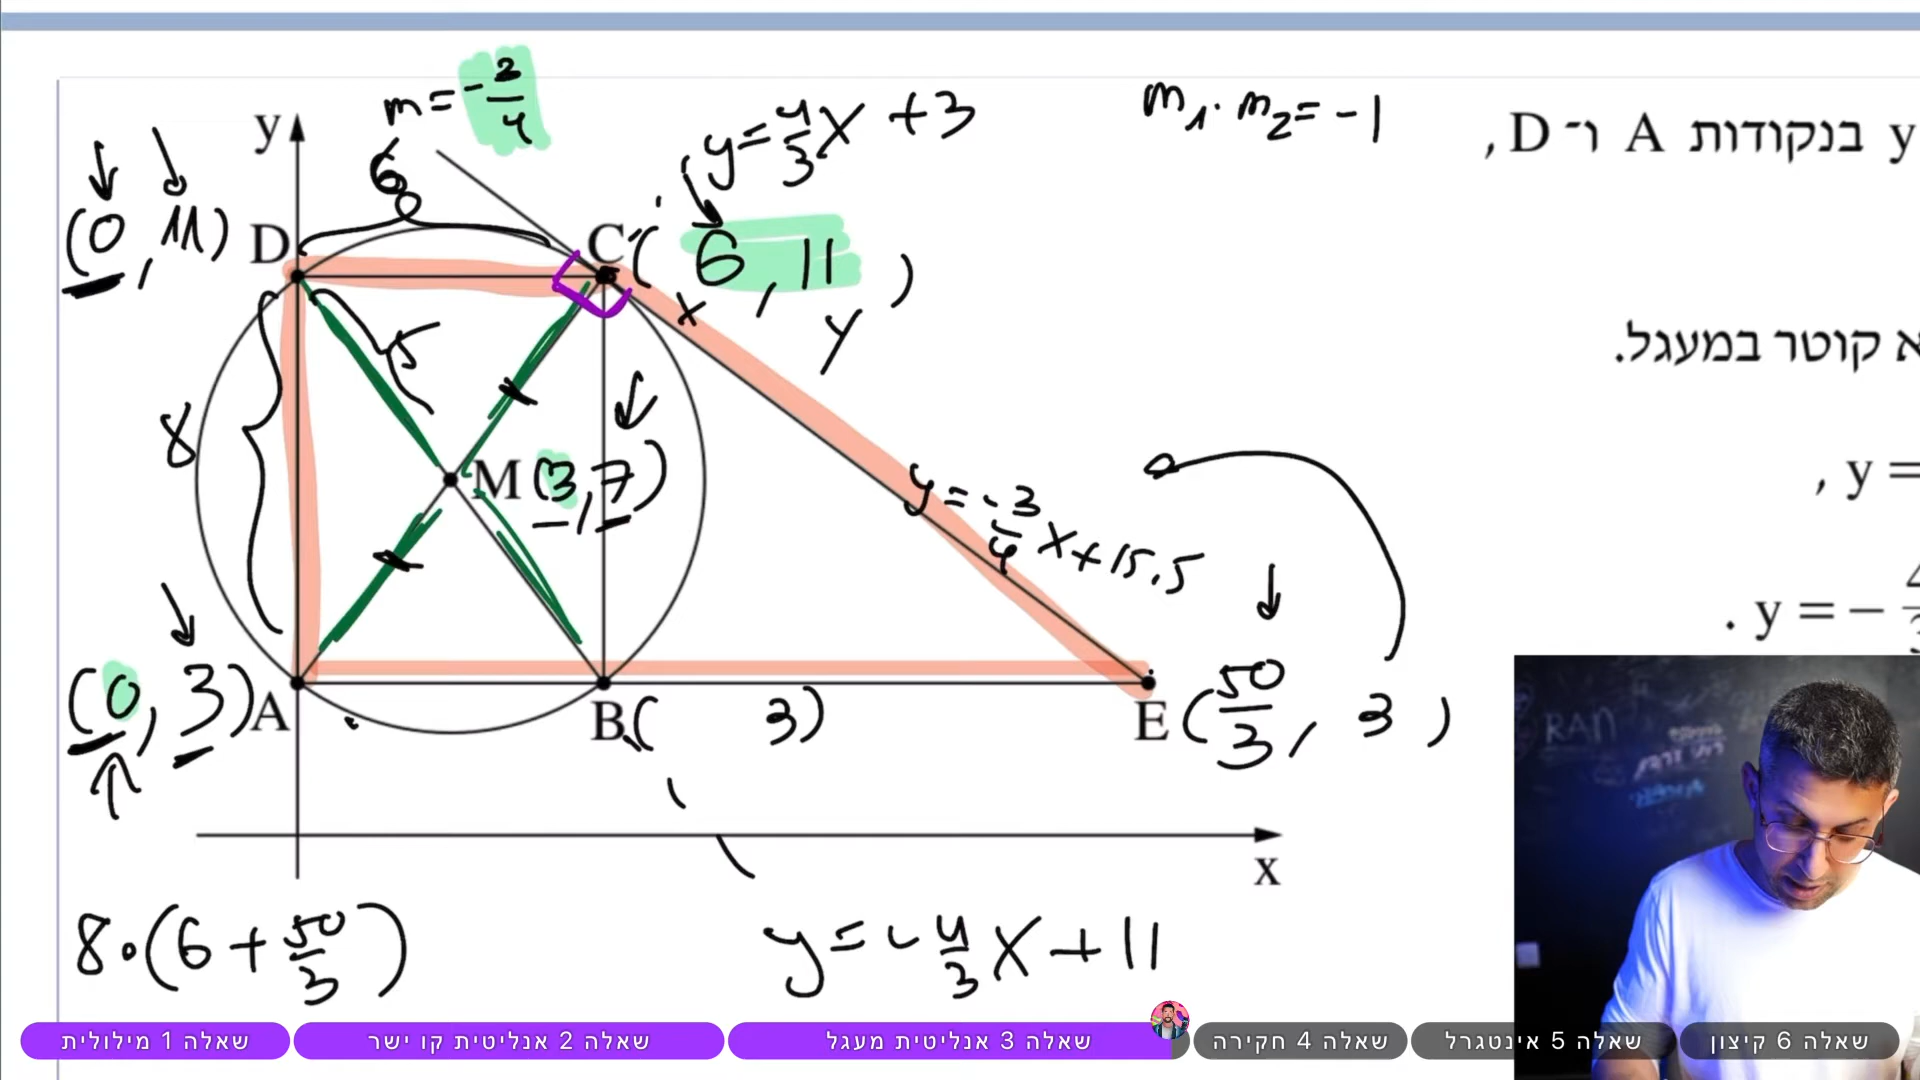 m = -2/4
y = 4/3 x + 3
m₁ · m₂ = -1
y בנקודות A ו־D,
y
6
(0, 11)
D
C
(6, 11)
x
y
5
א קוטר במעגל.
8
M (3, 7)
, y =
y = -3/4 x + 15.5
. y = - 4/3
(0, 3)
A
B
( 3)
E
(50/3, 3)
x
RAN
8·(6 + 50/3)
y = -4/3 x + 11
שאלה 1 מילולית
שאלה 2 אנליטית קו ישר
שאלה 3 אנליטית מעגל
שאלה 4 חקירה
שאלה 5 אינטגרל
שאלה 6 קיצון